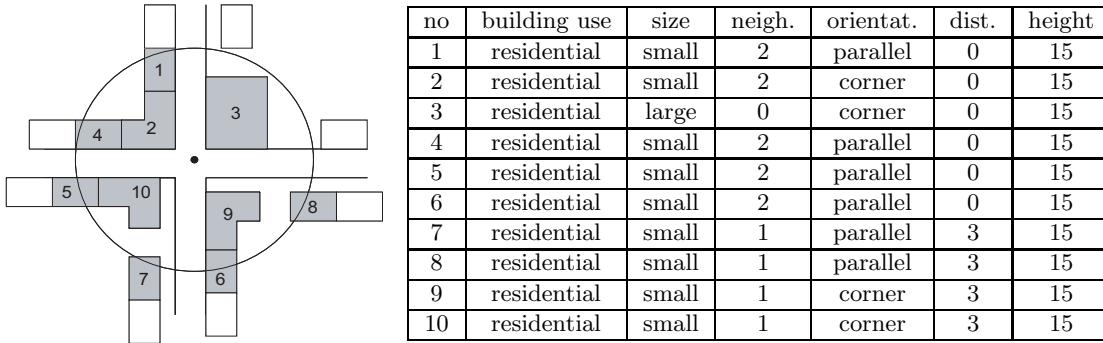 1
3
4
2
5
10
9
8
7
6
no building use size neigh. orientat. dist. height
1 residential small 2 parallel 0 15
2 residential small 2 corner 0 15
3 residential large 0 corner 0 15
4 residential small 2 parallel 0 15
5 residential small 2 parallel 0 15
6 residential small 2 parallel 0 15
7 residential small 1 parallel 3 15
8 residential small 1 parallel 3 15
9 residential small 1 corner 3 15
10 residential small 1 corner 3 15